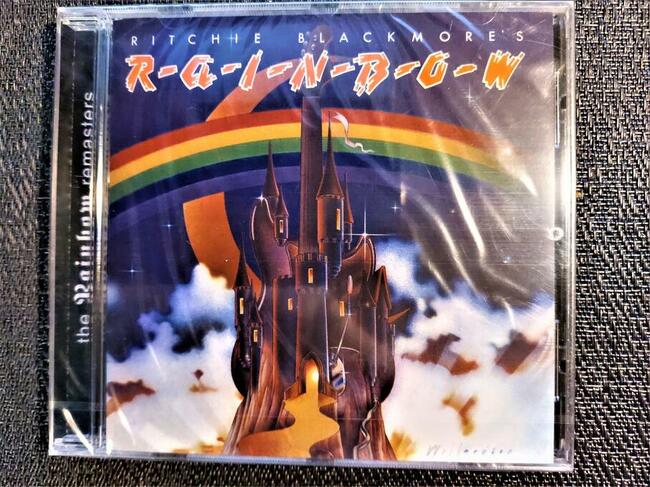 RITCHIE BLACKMORE'S
R-A-I-N-B-O-W
the Rainbow remasters